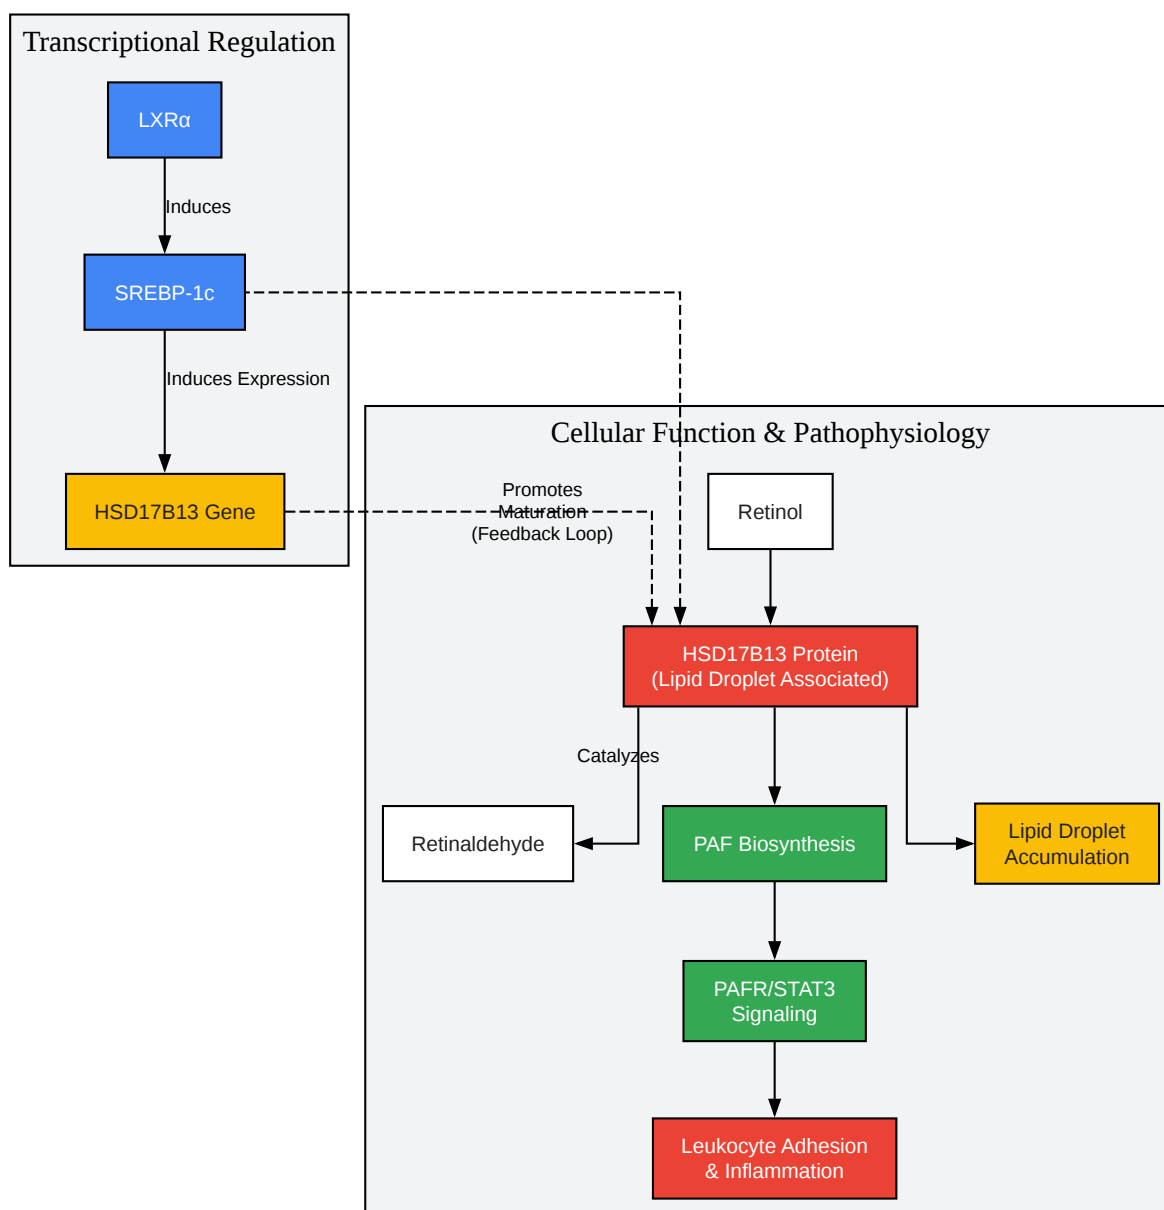 Transcriptional Regulation
LXRα
Induces
SREBP-1c
Induces Expression
HSD17B13 Gene
Cellular Function & Pathophysiology
Promotes
Maturation
(Feedback Loop)
Retinol
HSD17B13 Protein
(Lipid Droplet Associated)
Catalyzes
Retinaldehyde
PAF Biosynthesis
Lipid Droplet
Accumulation
PAFR/STAT3
Signaling
Leukocyte Adhesion
& Inflammation